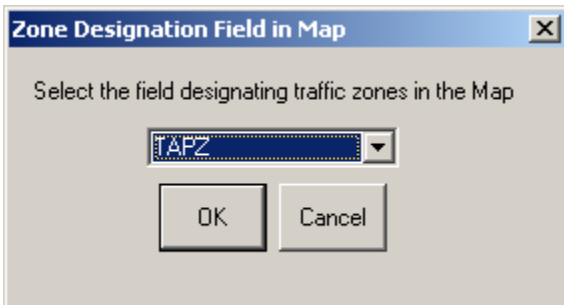 Zone Designation Field in Map
Select the field designating traffic zones in the Map
TAPZ
OK
Cancel